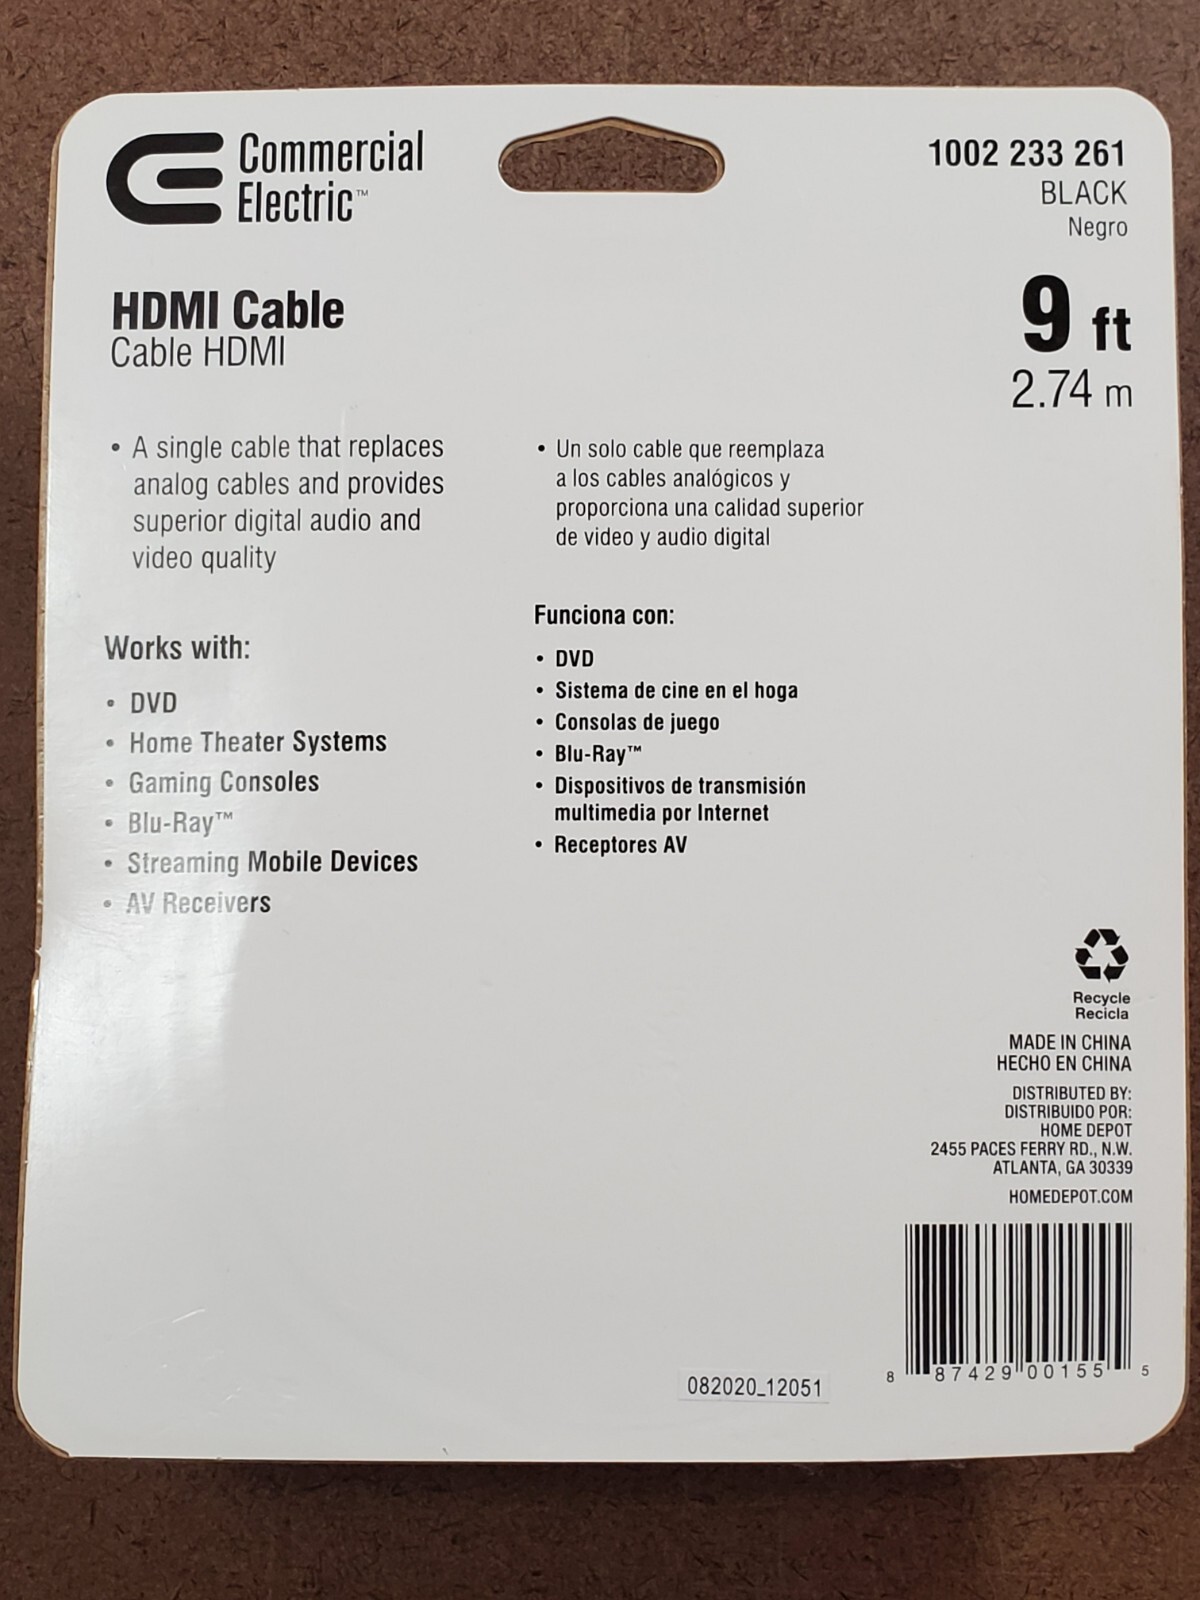 Commercial
Electric™
1002 233 261
BLACK
Negro
HDMI Cable
Cable HDMI
9 ft
2.74 m
• A single cable that replaces
analog cables and provides
superior digital audio and
video quality
Works with:
• DVD
• Home Theater Systems
• Gaming Consoles
• Blu-Ray™
• Streaming Mobile Devices
• AV Receivers
• Un solo cable que reemplaza
a los cables analógicos y
proporciona una calidad superior
de video y audio digital
Funciona con:
• DVD
• Sistema de cine en el hoga
• Consolas de juego
• Blu-Ray™
• Dispositivos de transmisión
multimedia por Internet
• Receptores AV
Recycle
Recicla
MADE IN CHINA
HECHO EN CHINA
DISTRIBUTED BY:
DISTRIBUIDO POR:
HOME DEPOT
2455 PACES FERRY RD., N.W.
ATLANTA, GA 30339
HOMEDEPOT.COM
8 87429 00155 5
082020_12051